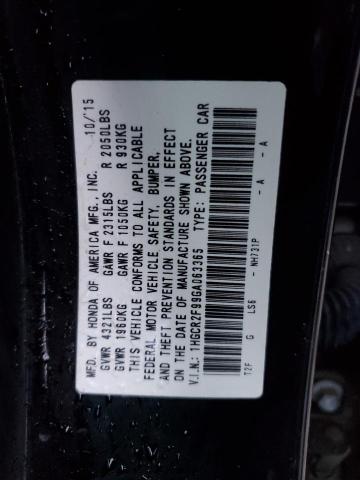 MFD. BY HONDA OF AMERICA MFG., INC. 10/'15
GVWR 4321LBS GAWR F 2315LBS R 2050LBS
GVWR 1960KG GAWR F 1050KG R 930KG
THIS VEHICLE CONFORMS TO ALL APPLICABLE
FEDERAL MOTOR VEHICLE SAFETY, BUMPER,
AND THEFT PREVENTION STANDARDS IN EFFECT
ON THE DATE OF MANUFACTURE SHOWN ABOVE.
V.I.N.: 1HGCR2F99GA063365 TYPE: PASSENGER CAR
T2F G LS6 - NH731P - A - A